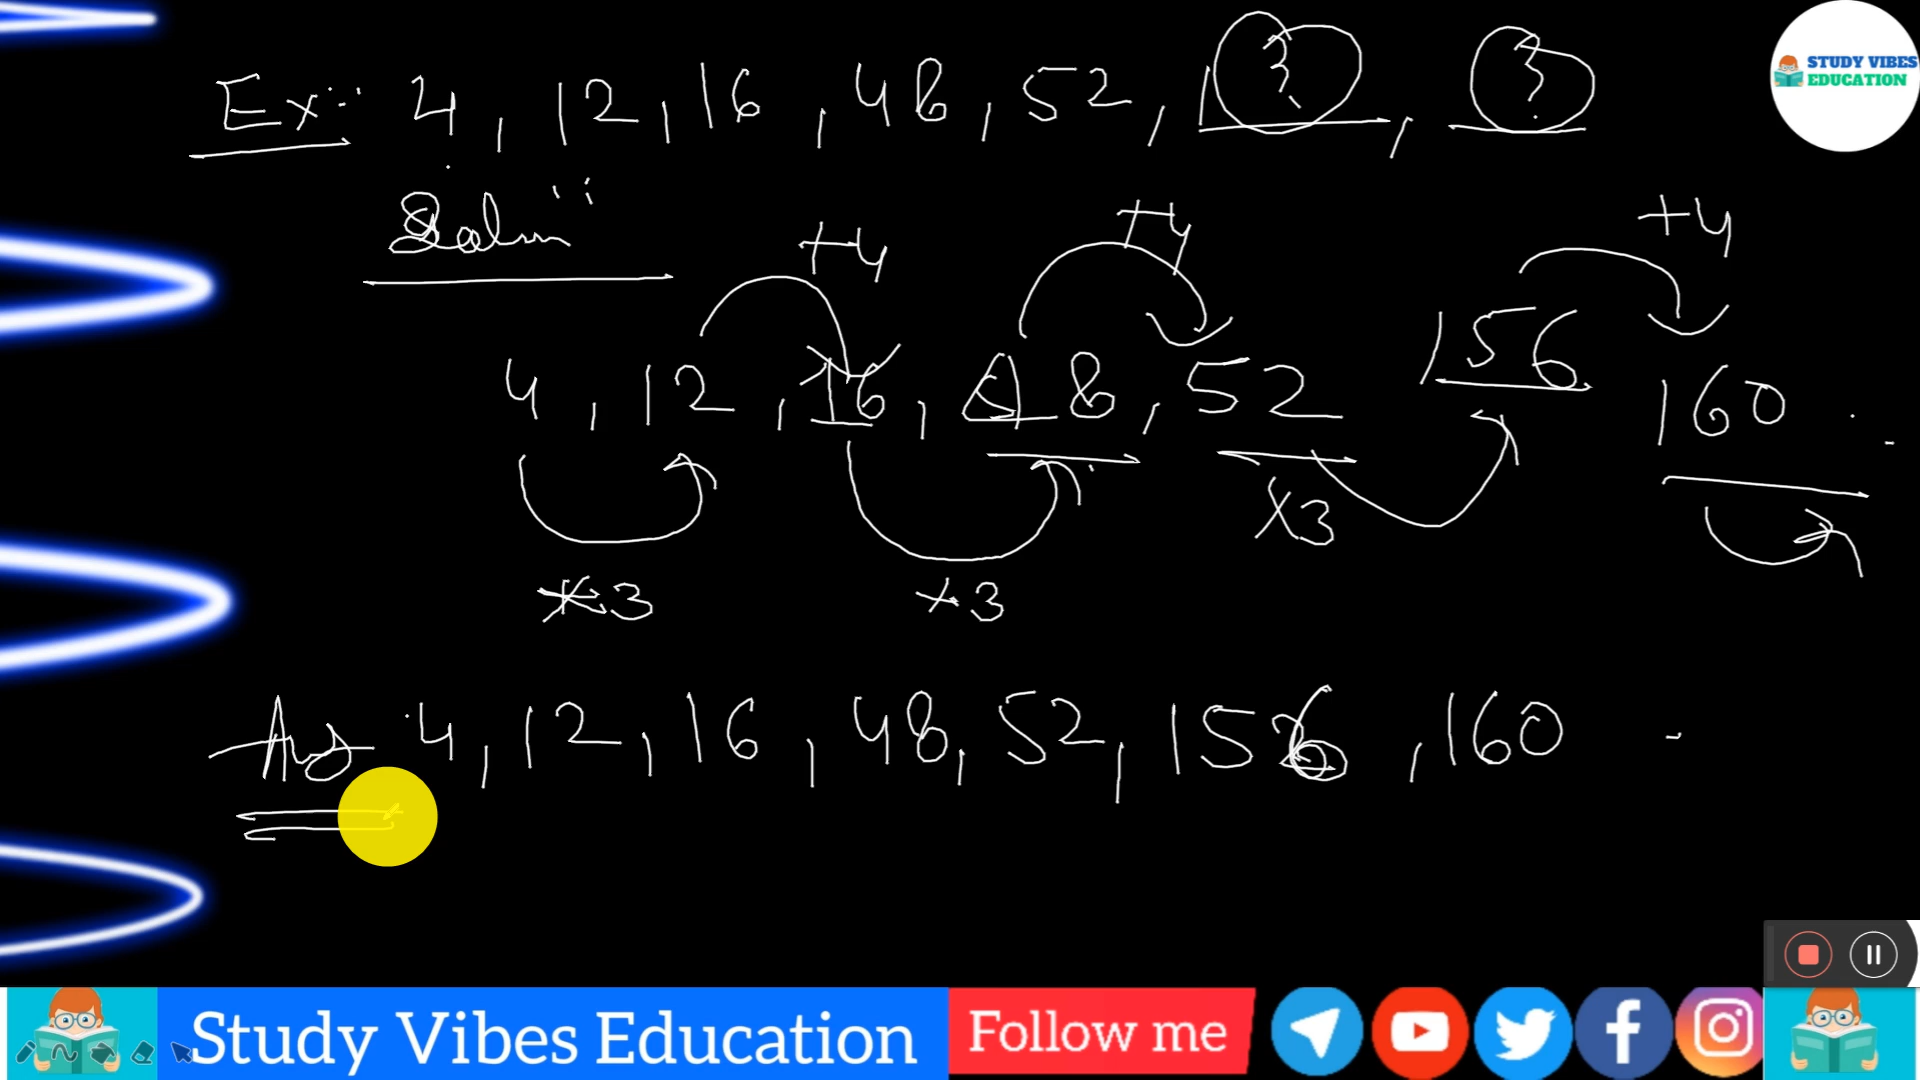 Ex:- 4, 12, 16, 48, 52, ?, ?
STUDY VIBES
EDUCATION
Soln :
+4 +4 +4
4, 12, 16, 48, 52 156 160
×3 ×3 ×3
Ans 4, 12, 16, 48, 52, 156, 160
Study Vibes Education Follow me